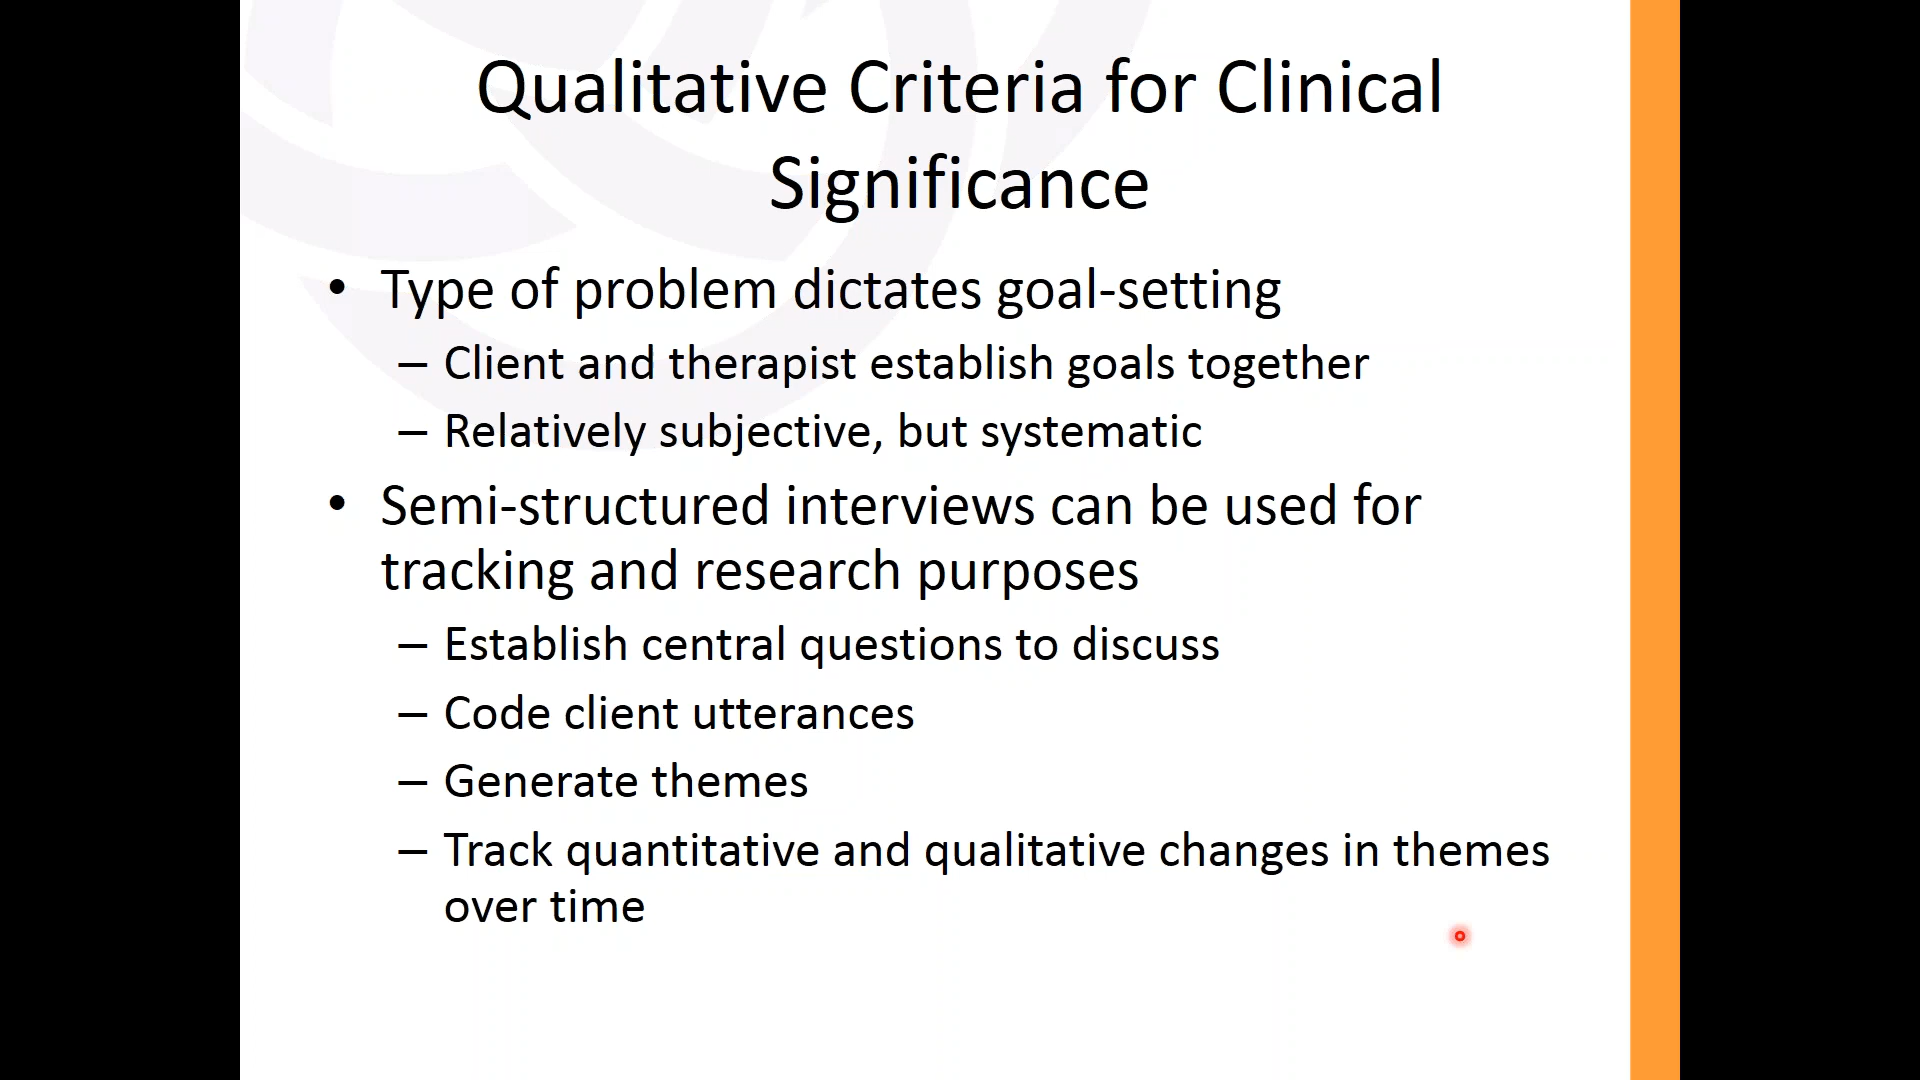 Qualitative Criteria for Clinical
Significance
• Type of problem dictates goal-setting
– Client and therapist establish goals together
– Relatively subjective, but systematic
• Semi-structured interviews can be used for
tracking and research purposes
– Establish central questions to discuss
– Code client utterances
– Generate themes
– Track quantitative and qualitative changes in themes
over time